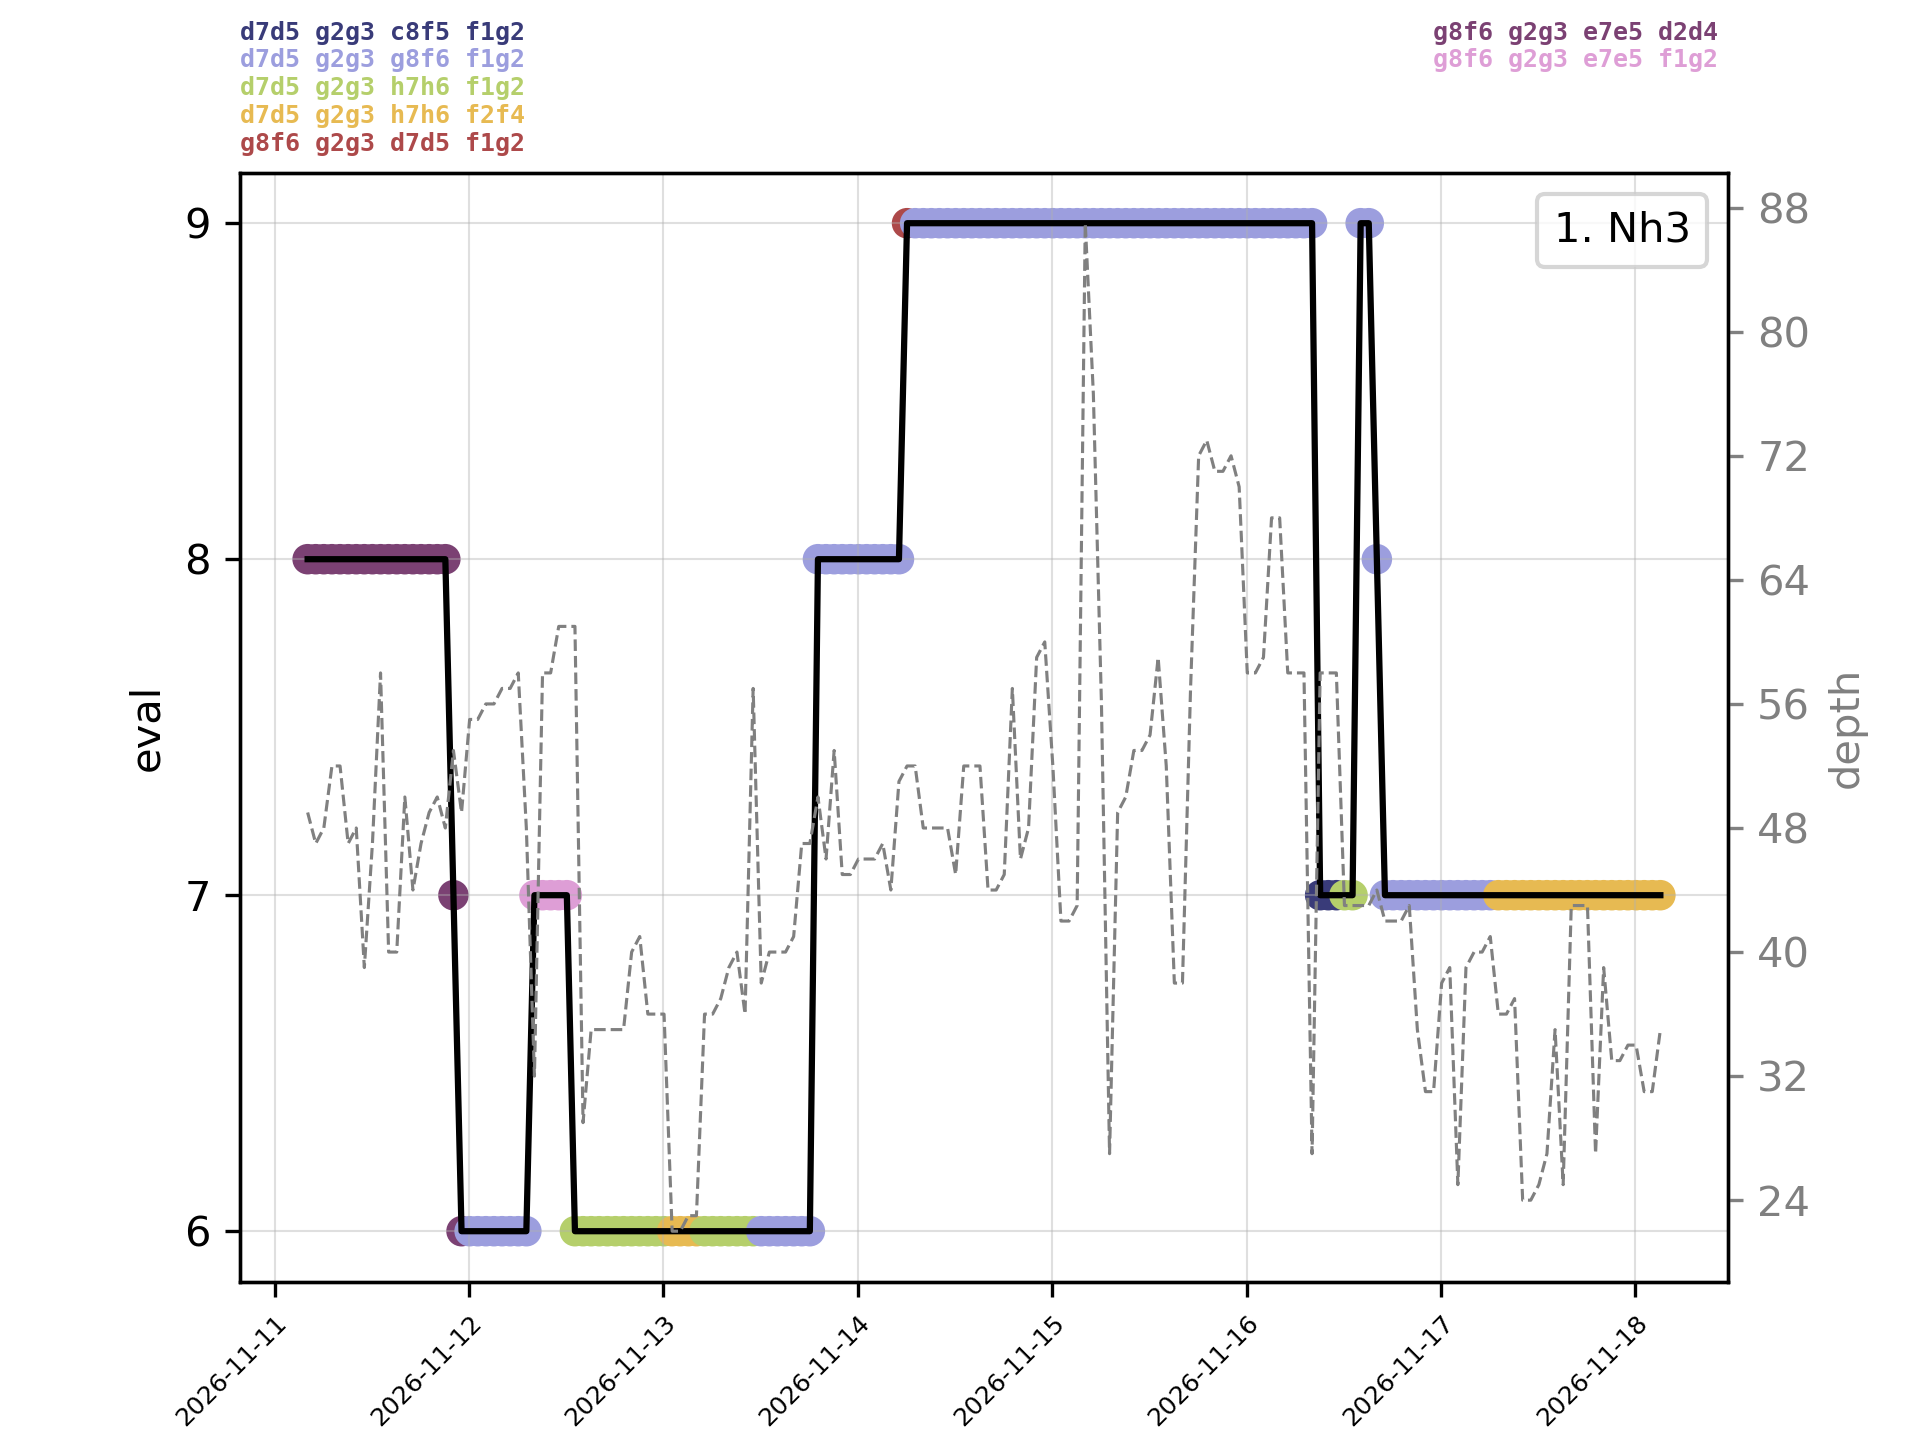 d7d5 g2g3 c8f5 f1g2
d7d5 g2g3 g8f6 f1g2
d7d5 g2g3 h7h6 f1g2
d7d5 g2g3 h7h6 f2f4
g8f6 g2g3 d7d5 f1g2
g8f6 g2g3 e7e5 d2d4
g8f6 g2g3 e7e5 f1g2
1. Nh3
eval
9
8
7
6
depth
88
80
72
64
56
48
40
32
24
2026-11-11
2026-11-12
2026-11-13
2026-11-14
2026-11-15
2026-11-16
2026-11-17
2026-11-18